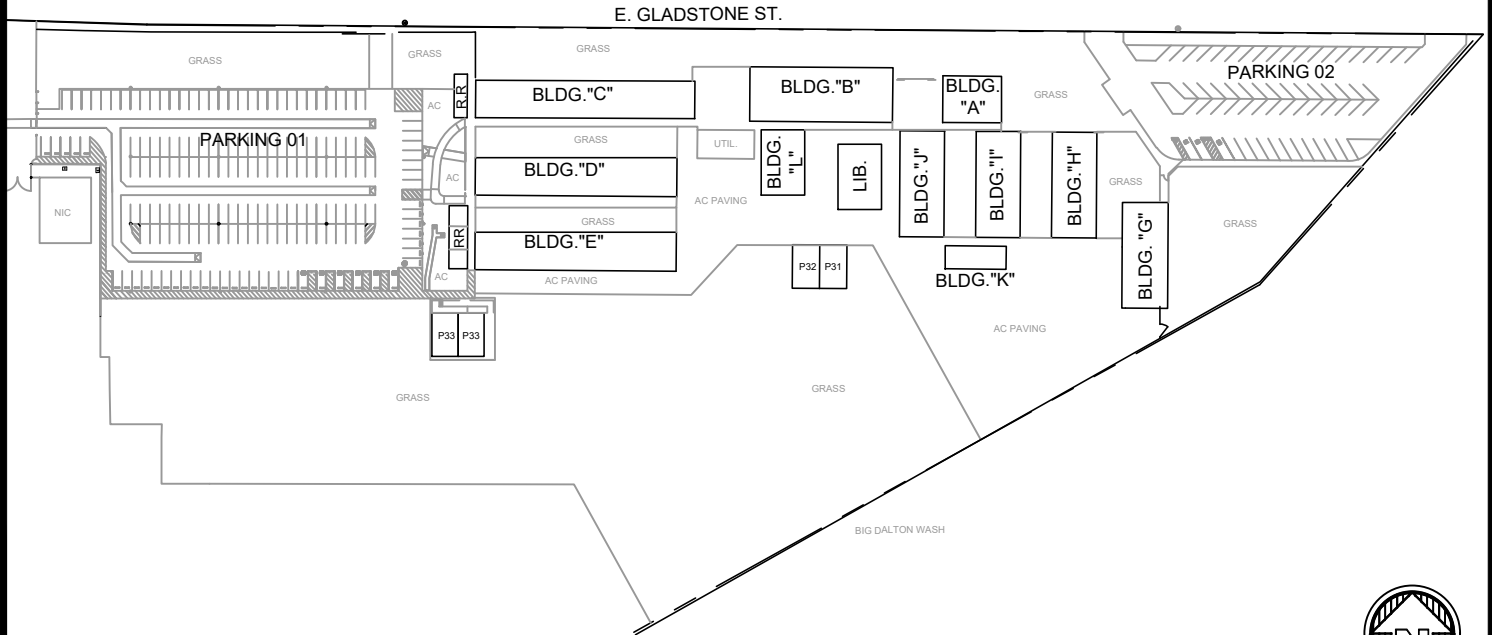 E. GLADSTONE ST.
GRASS
GRASS
GRASS
PARKING 02
R.R
BLDG."C"
BLDG."B"
BLDG.
"A"
GRASS
AC
PARKING 01
GRASS
UTIL.
BLDG.
"L"
LIB.
BLDG."J"
BLDG."I"
BLDG."H"
GRASS
BLDG."D"
AC
AC PAVING
NIC
GRASS
GRASS
RR
BLDG."E"
BLDG. "G"
AC
AC PAVING
P32
P31
BLDG."K"
P33
P33
AC PAVING
GRASS
GRASS
BIG DALTON WASH
N